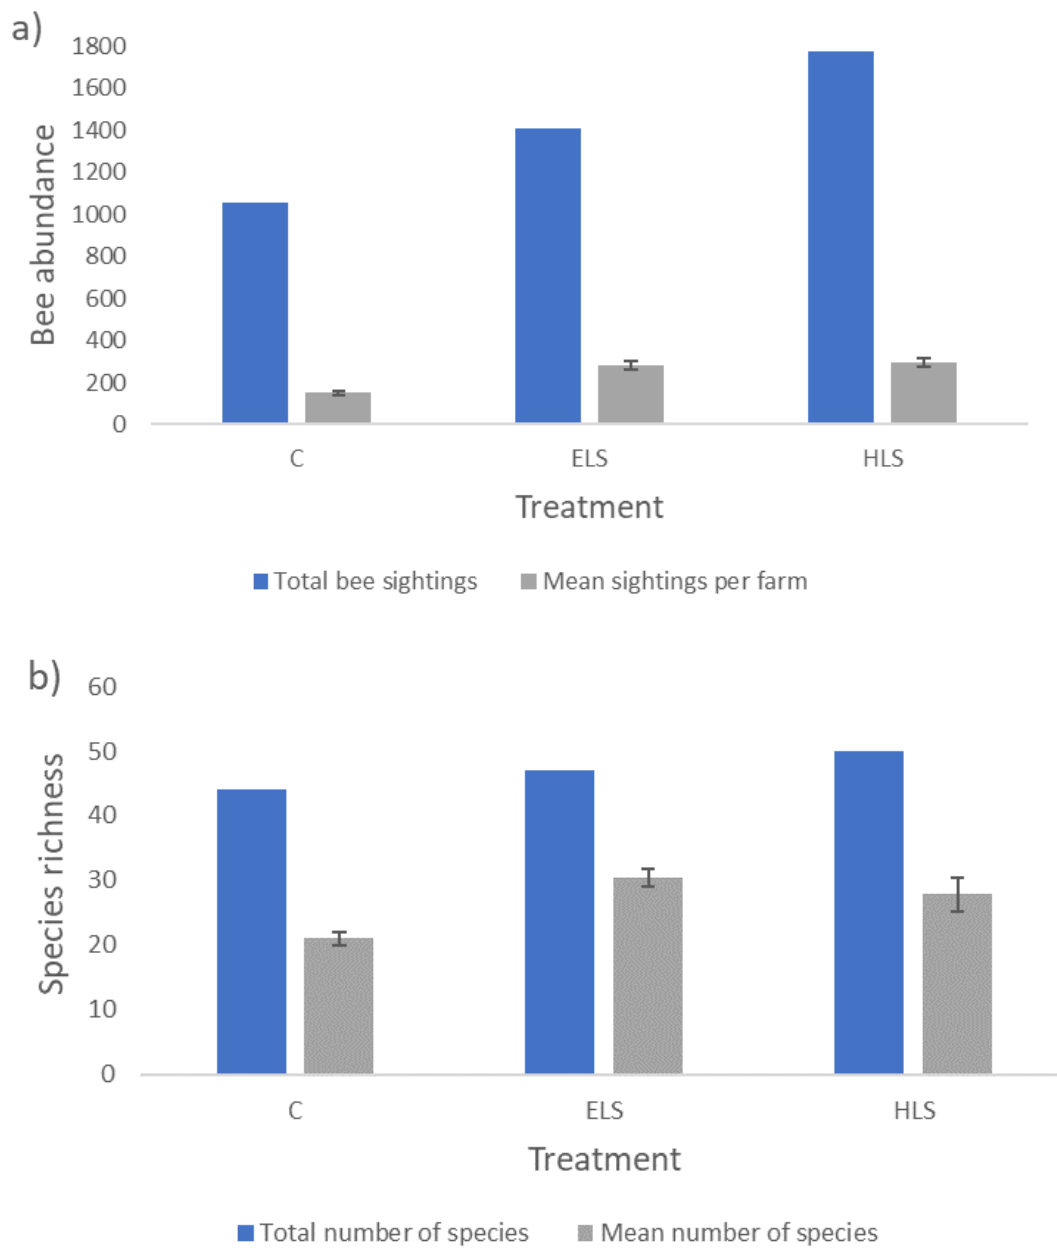 a)
1800
1600
1400
1200
1000
800
600
400
200
0
Bee abundance
C ELS HLS
Treatment
Total bee sightings Mean sightings per farm
b)
60
50
40
30
20
10
0
Species richness
C ELS HLS
Treatment
Total number of species Mean number of species